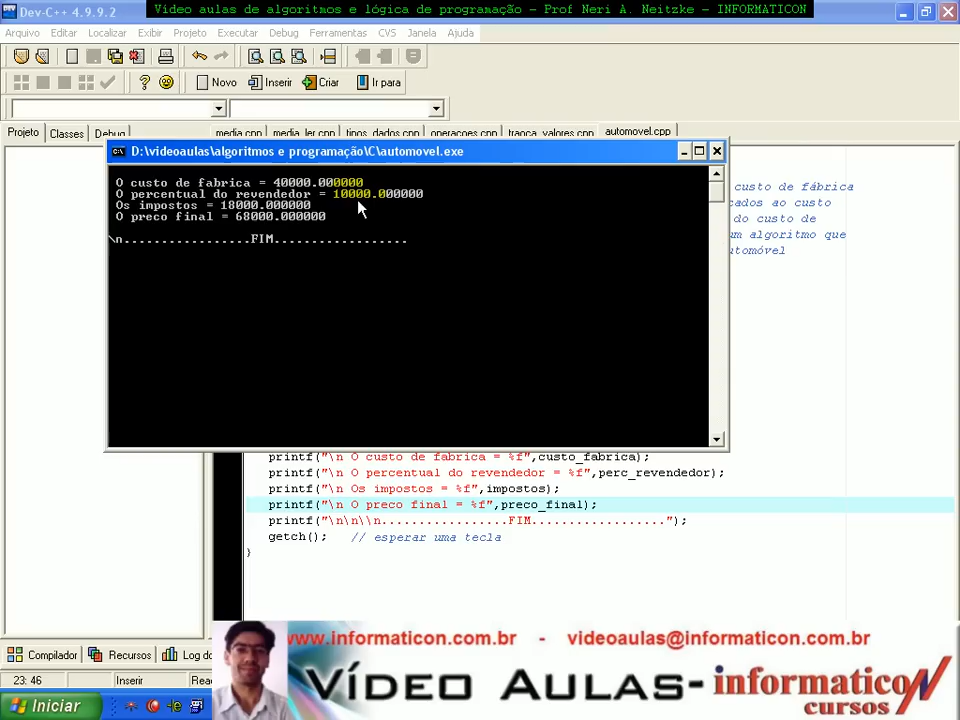 Dev-C++ 4.9.9.2
Vídeo aulas de algoritmos e lógica de programação - Prof Neri A. Neitzke - INFORMATICON
Arquivo Editar Localizar Exibir Projeto Executar Debug Ferramentas CVS Janela Ajuda
Novo Inserir Criar Ir para
Projeto Classes Debug media.cpp media_ler.cpp tipos_dados.cpp operacoes.cpp troca_valores.cpp automovel.cpp
D:\videoaulas\algoritmos e programação\C\automovel.exe
O custo de fabrica = 40000.000000
O percentual do revendedor = 10000.000000
Os impostos = 18000.000000
O preco final = 68000.000000
\n.................FIM..................
custo de fábrica
cados ao custo
do custo de
um algoritmo que
automóvel
printf("\n O custo de fabrica = %f",custo_fabrica);
printf("\n O percentual do revendedor = %f",perc_revendedor);
printf("\n Os impostos = %f",impostos);
printf("\n O preco final = %f",preco_final);
printf("\n\n\\n.................FIM..................");
getch(); // esperar uma tecla
}
www.informaticon.com.br - videoaulas@informaticon.com.br
Compilador Recursos Log do
Vídeo Aulas- informaticon
cursos
23: 46 Inserir
Iniciar